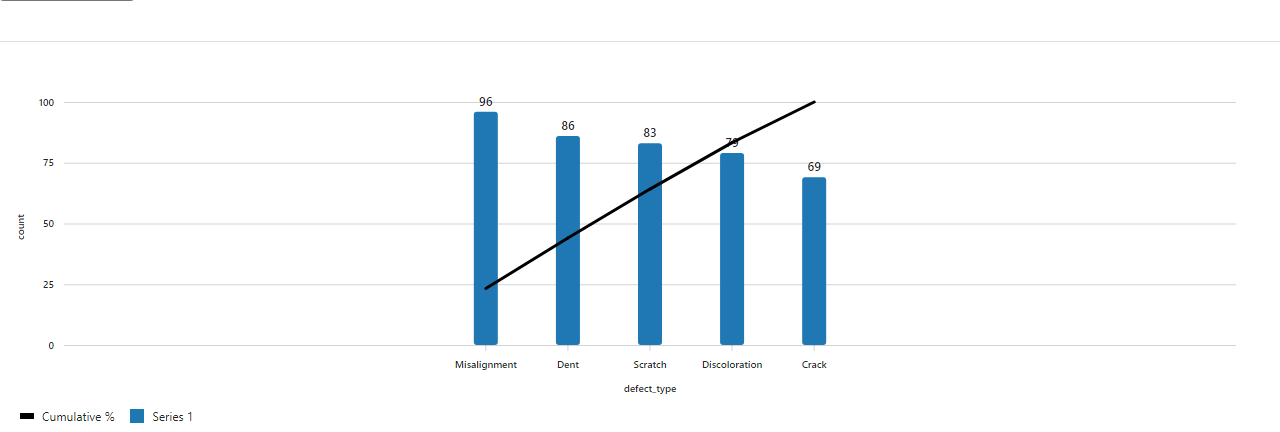 100
75
50
25
0
count
96
86
83
79
69
Misalignment Dent Scratch Discoloration Crack
defect_type
Cumulative % Series 1